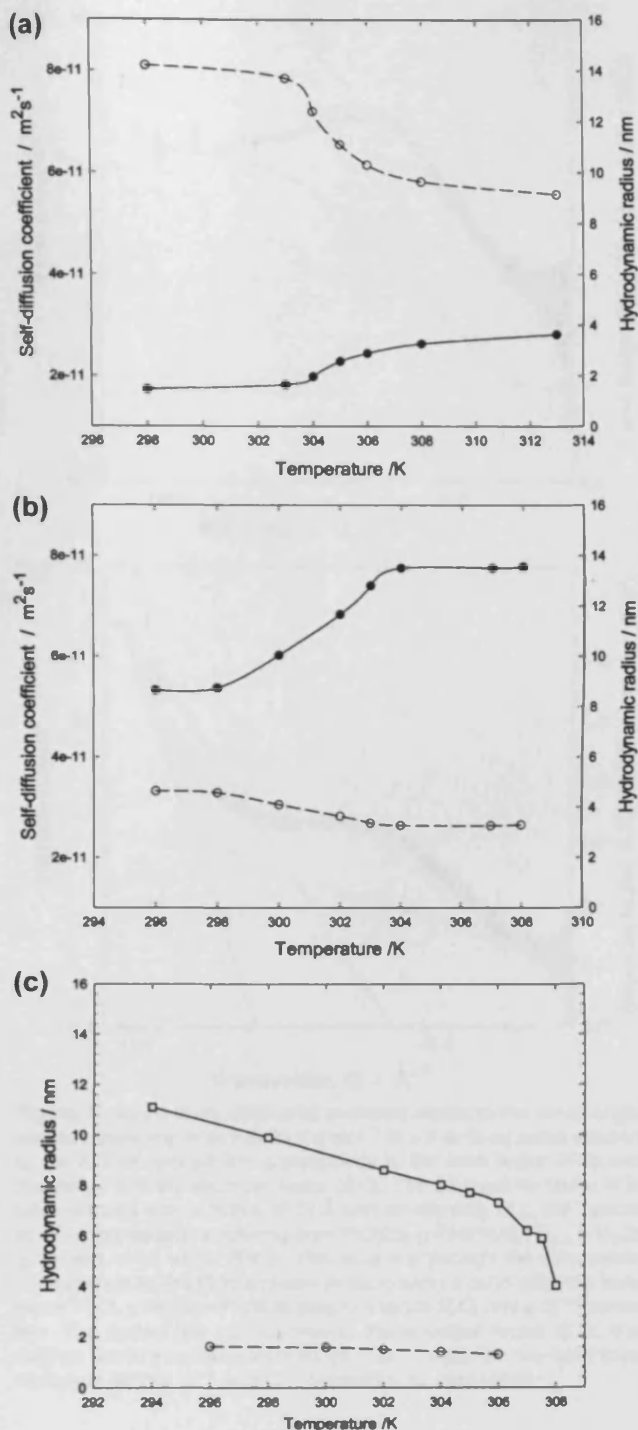 (a)
Self-diffusion coefficient / m²s⁻¹
8e-11
6e-11
4e-11
2e-11
16
14
12
10
8
6
4
2
0
Hydrodynamic radius / nm
296 298 300 302 304 306 308 310 312 314
Temperature /K
(b)
Self-diffusion coefficient / m²s⁻¹
8e-11
6e-11
4e-11
2e-11
16
14
12
10
8
6
4
2
0
Hydrodynamic radius / nm
294 296 298 300 302 304 306 308 310
Temperature /K
(c)
Hydrodynamic radius / nm
16
14
12
10
8
6
4
2
0
292 294 296 298 300 302 304 306 308
Temperature /K